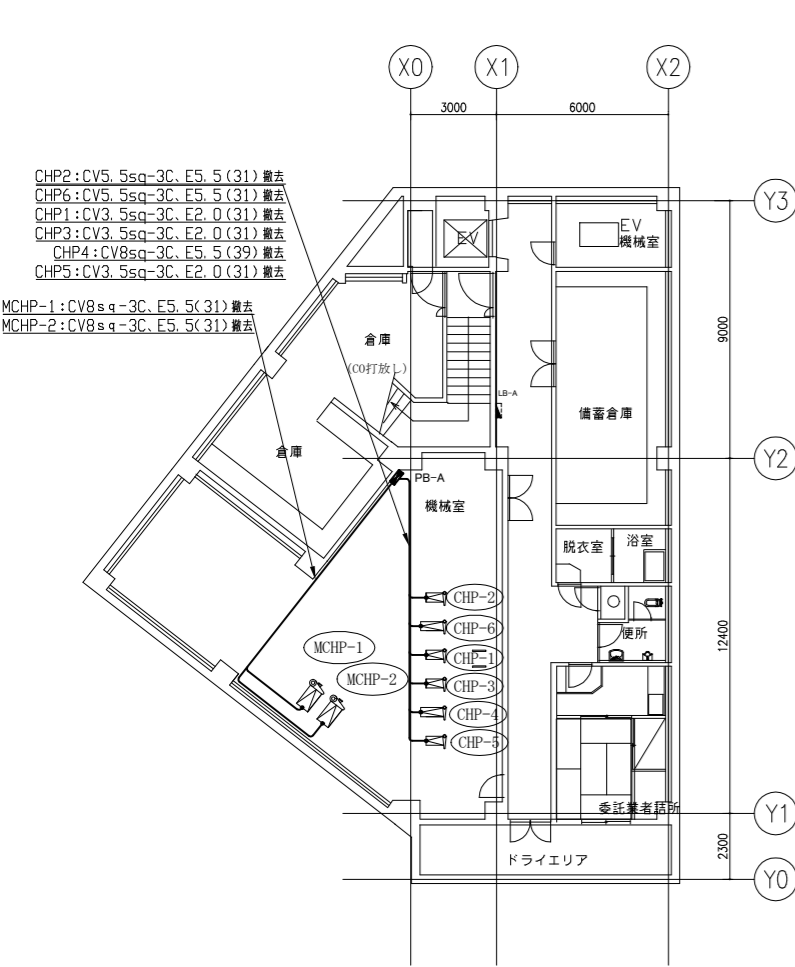 X0
X1
X2
3000
6000
CHP2:CV5.5sq-3C、E5.5(31)撤去
CHP6:CV5.5sq-3C、E5.5(31)撤去
CHP1:CV3.5sq-3C、E2.0(31)撤去
CHP3:CV3.5sq-3C、E2.0(31)撤去
CHP4:CV8sq-3C、E5.5(39)撤去
CHP5:CV3.5sq-3C、E2.0(31)撤去
MCHP-1:CV8sq-3C、E5.5(31)撤去
MCHP-2:CV8sq-3C、E5.5(31)撤去
Y3
EV
EV
機械室
9000
倉庫
(CO打放し)
LB-A
備蓄倉庫
倉庫
Y2
PB-A
機械室
脱衣室
浴室
CHP-2
CHP-6
便所
12400
MCHP-1
CHP-1
MCHP-2
CHP-3
CHP-4
CHP-5
委託業者詰所
Y1
2300
ドライエリア
Y0